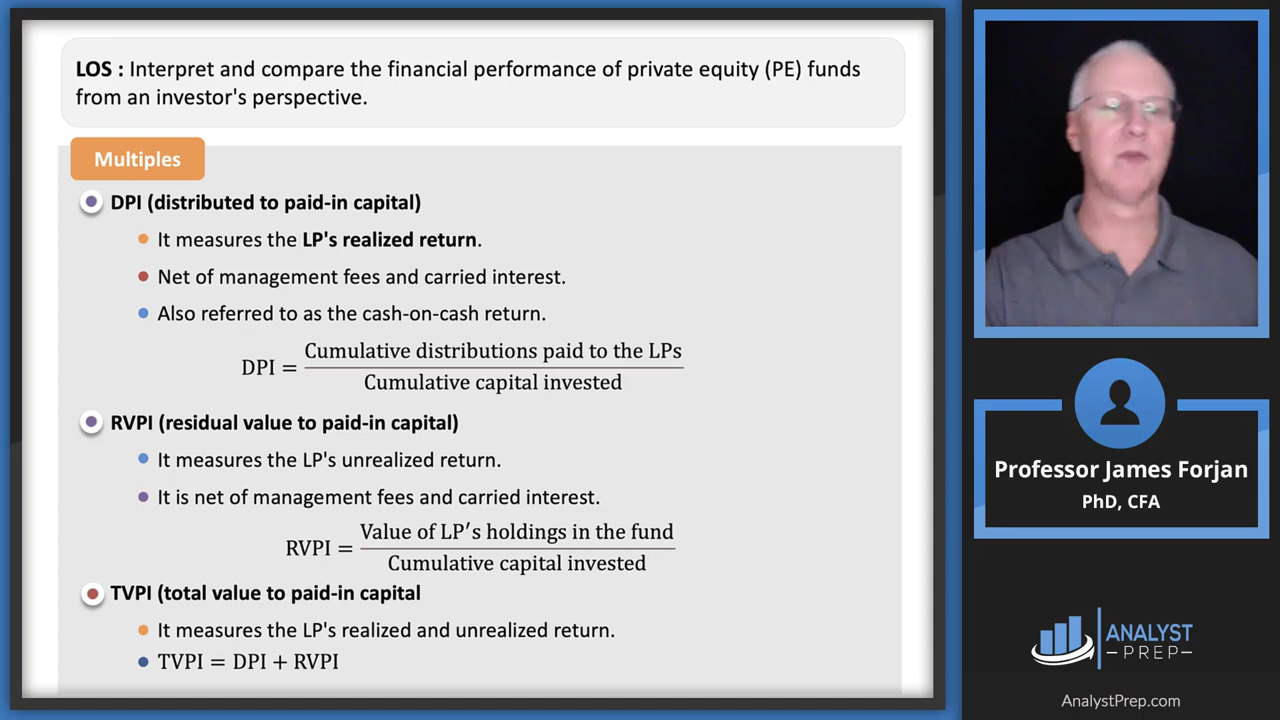 LOS : Interpret and compare the financial performance of private equity (PE) funds
from an investor's perspective.
Multiples
DPI (distributed to paid-in capital)
It measures the LP's realized return.
Net of management fees and carried interest.
Also referred to as the cash-on-cash return.
DPI = Cumulative distributions paid to the LPs
Cumulative capital invested
RVPI (residual value to paid-in capital)
It measures the LP's unrealized return.
It is net of management fees and carried interest.
RVPI = Value of LP′s holdings in the fund
Cumulative capital invested
TVPI (total value to paid-in capital
It measures the LP's realized and unrealized return.
TVPI = DPI + RVPI
Professor James Forjan
PhD, CFA
ANALYST
–PREP–
AnalystPrep.com